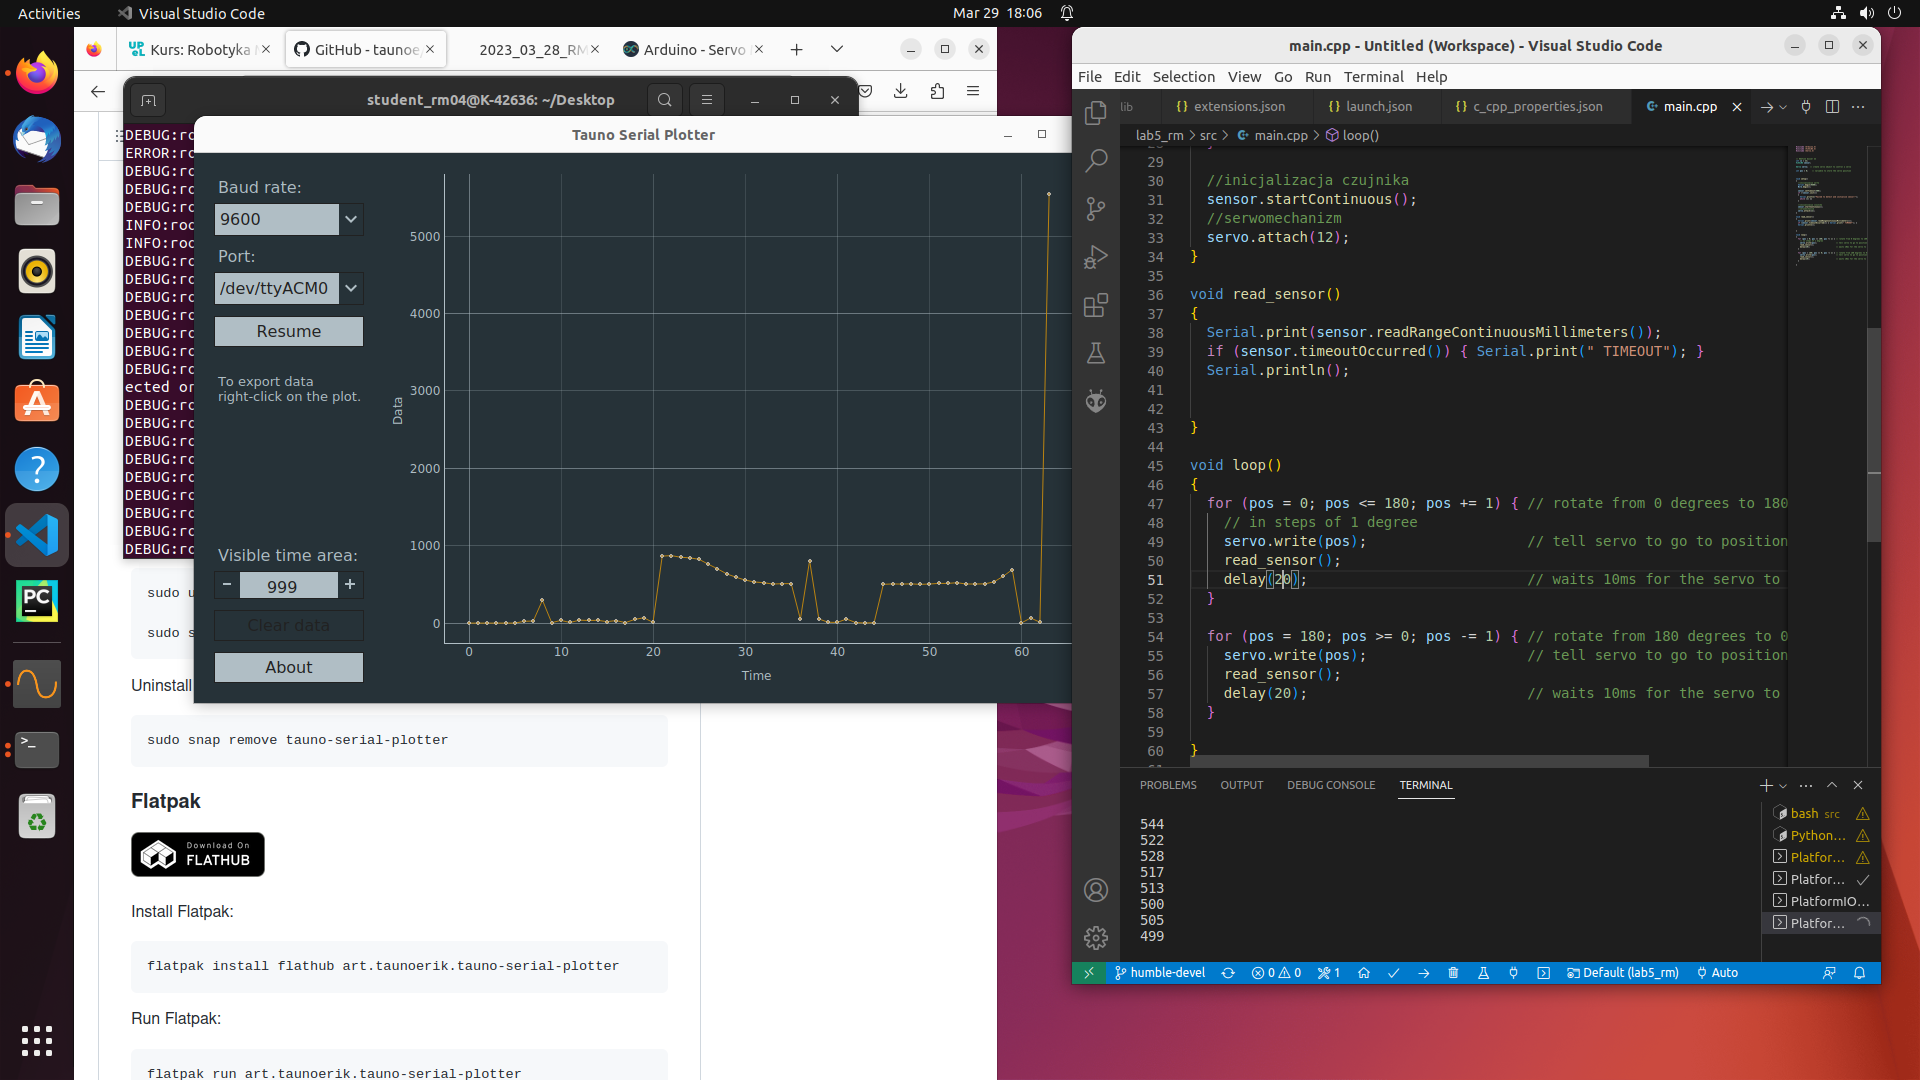 Activities
Visual Studio Code
Mar 29 18:06
Kurs: Robotyka
GitHub - taunoe
2023_03_28_RM
Arduino - Servo
student_rm04@K-42636: ~/Desktop
DEBUG:ro
ERROR:ro
DEBUG:ro
DEBUG:ro
DEBUG:ro
INFO:roo
INFO:roo
DEBUG:ro
DEBUG:ro
DEBUG:ro
DEBUG:ro
DEBUG:ro
DEBUG:ro
DEBUG:ro
ected or
DEBUG:ro
DEBUG:ro
DEBUG:ro
DEBUG:ro
DEBUG:ro
DEBUG:ro
DEBUG:ro
DEBUG:ro
DEBUG:ro
Tauno Serial Plotter
Baud rate:
9600
Port:
/dev/ttyACM0
Resume
To export data
right-click on the plot.
Visible time area:
- 999 +
Clear data
About
Data
5000
4000
3000
2000
1000
0
0 10 20 30 40 50 60
Time
sudo u
sudo s
Uninstall
sudo snap remove tauno-serial-plotter
Flatpak
Download On
FLATHUB
Install Flatpak:
flatpak install flathub art.taunoerik.tauno-serial-plotter
Run Flatpak:
flatpak run art.taunoerik.tauno-serial-plotter
main.cpp - Untitled (Workspace) - Visual Studio Code
File Edit Selection View Go Run Terminal Help
lib
{} extensions.json
{} launch.json
{} c_cpp_properties.json
main.cpp
lab5_rm > src > main.cpp > loop()
29
30 //inicjalizacja czujnika
31 sensor.startContinuous();
32 //serwomechanizm
33 servo.attach(12);
34 }
35
36 void read_sensor()
37 {
38 Serial.print(sensor.readRangeContinuousMillimeters());
39 if (sensor.timeoutOccurred()) { Serial.print(" TIMEOUT"); }
40 Serial.println();
41
42
43 }
44
45 void loop()
46 {
47 for (pos = 0; pos <= 180; pos += 1) { // rotate from 0 degrees to 180
48 // in steps of 1 degree
49 servo.write(pos); // tell servo to go to position
50 read_sensor();
51 delay(20); // waits 10ms for the servo to
52 }
53
54 for (pos = 180; pos >= 0; pos -= 1) { // rotate from 180 degrees to 0
55 servo.write(pos); // tell servo to go to position
56 read_sensor();
57 delay(20); // waits 10ms for the servo to
58 }
59
60 }
PROBLEMS OUTPUT DEBUG CONSOLE TERMINAL
544
522
528
517
513
500
505
499
bash src
Python...
Platfor...
Platfor...
PlatformIO...
Platfor...
humble-devel 0 0 1 Default (lab5_rm) Auto